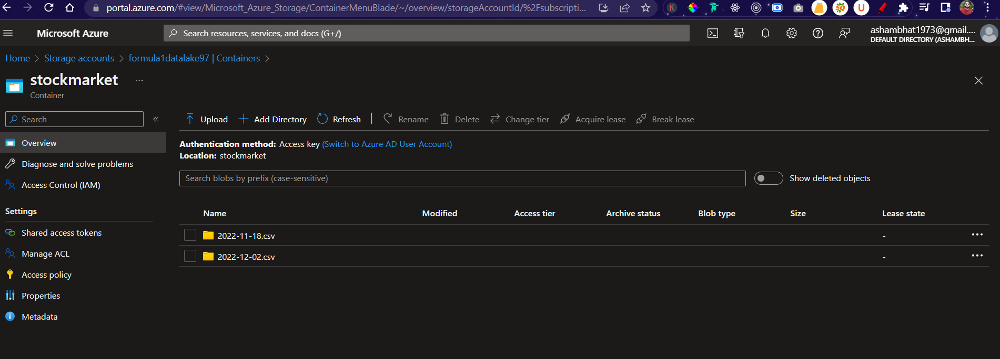 portal.azure.com/#view/Microsoft_Azure_Storage/ContainerMenuBlade/~/overview/storageAccountId/%2Fsubscripti...
K
SQ
U
Microsoft Azure
Search resources, services, and docs (G+/)
ashambhat1973@gmail....
DEFAULT DIRECTORY (ASHAMBH...
Home > Storage accounts > formula1datalake97 | Containers >
stockmarket ...
Container
Search «
Upload Add Directory Refresh | Rename Delete Change tier Acquire lease Break lease
Overview
Diagnose and solve problems
Access Control (IAM)
Settings
Shared access tokens
Manage ACL
Access policy
Properties
Metadata
Authentication method: Access key (Switch to Azure AD User Account)
Location: stockmarket
Search blobs by prefix (case-sensitive)
Show deleted objects
Name Modified Access tier Archive status Blob type Size Lease state
2022-11-18.csv - ...
2022-12-02.csv - ...